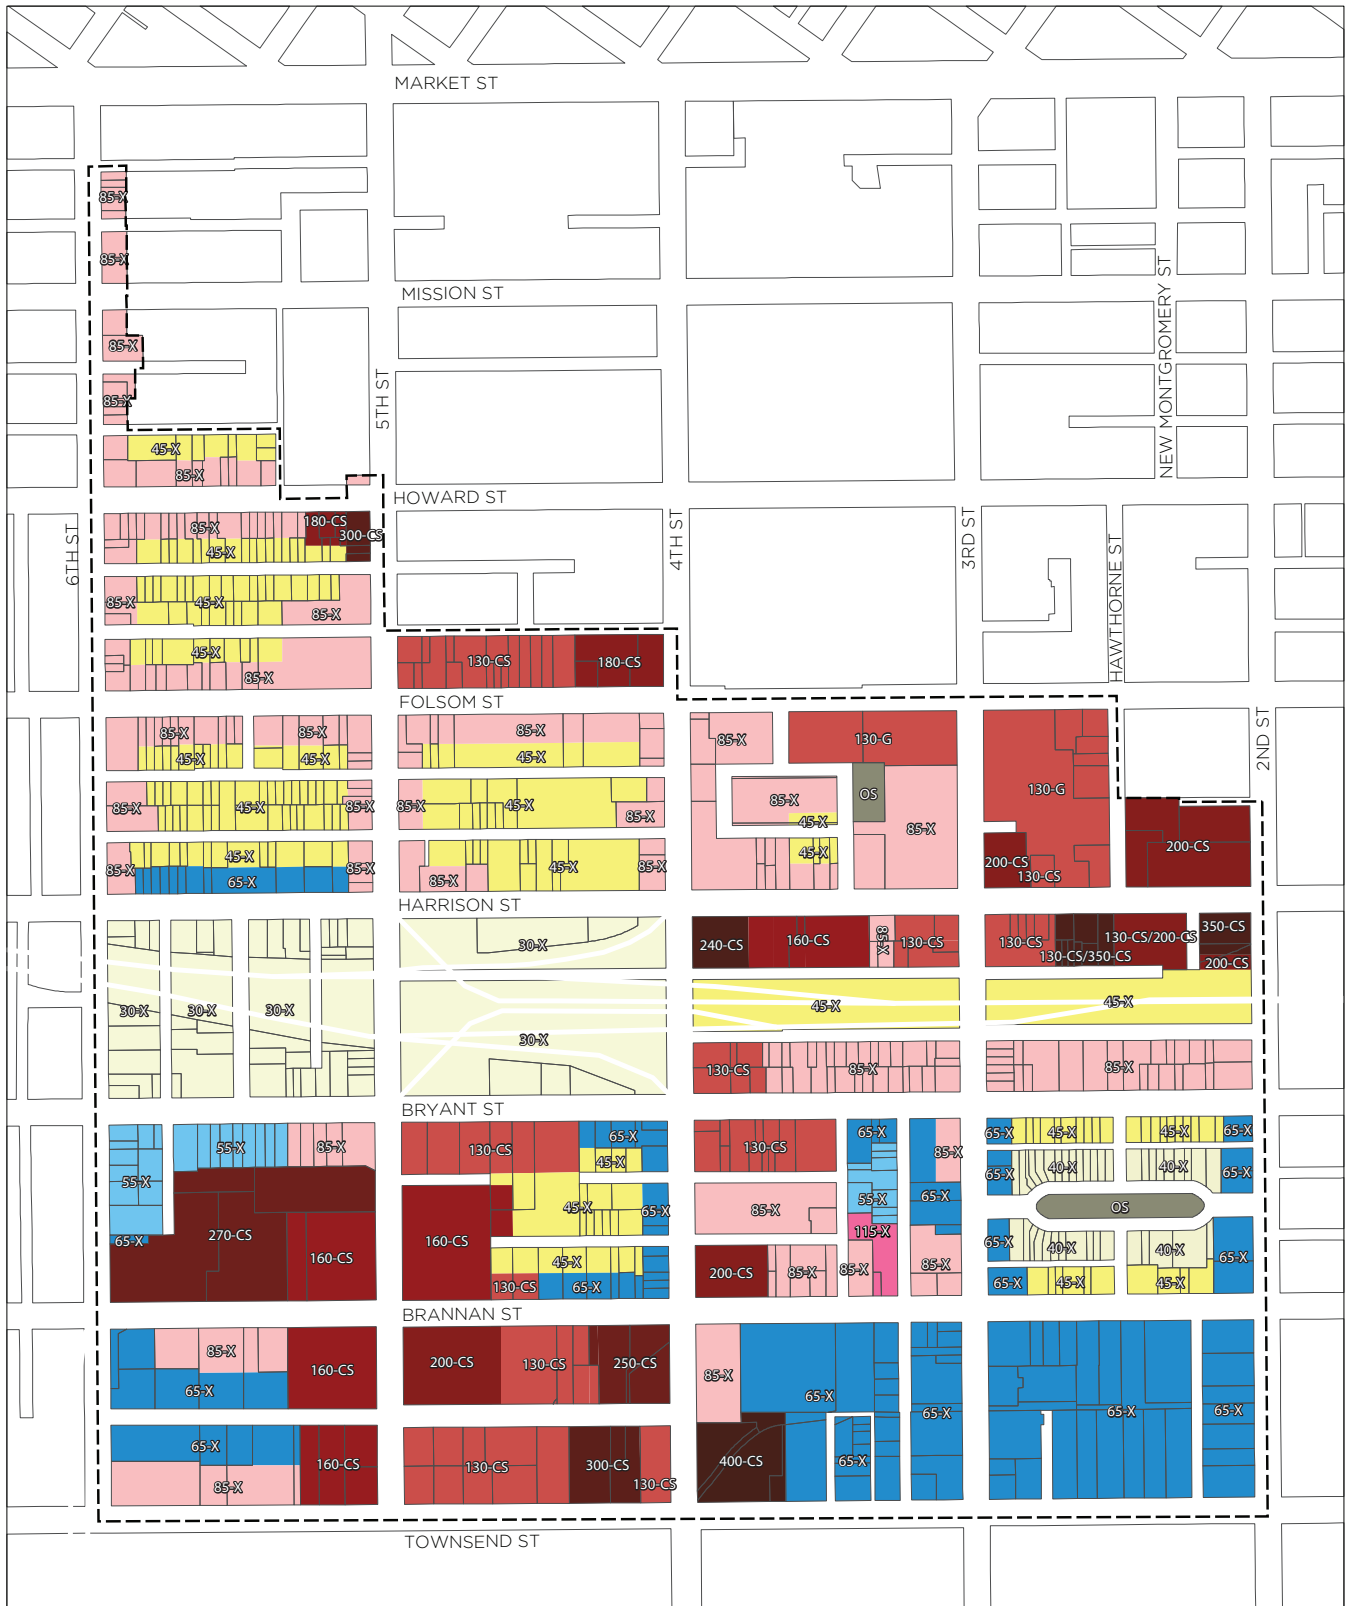 MARKET ST
85-X
85-X
MISSION ST
NEW MONTGROMERY ST
85-X
5TH ST
85-X
45-X
85-X
HOWARD ST
6TH ST
4TH ST
3RD ST
HAWTHORNE ST
85-X
180-CS
300-CS
45-X
85-X
45-X
85-X
45-X
85-X
130-CS
180-CS
FOLSOM ST
2ND ST
85-X
85-X
45-X
45-X
85-X
45-X
85-X
130-G
85-X
45-X
85-X
85-X
45-X
85-X
85-X
45-X
OS
85-X
130-G
85-X
45-X
85-X
65-X
85-X
45-X
85-X
45-X
200-CS
130-CS
200-CS
HARRISON ST
30-X
240-CS
160-CS
85-X
130-CS
130-CS
130-CS/200-CS
130-CS/350-CS
350-CS
200-CS
30-X
30-X
30-X
30-X
45-X
45-X
130-CS
85-X
85-X
BRYANT ST
55-X
85-X
55-X
65-X
270-CS
160-CS
130-CS
65-X
45-X
160-CS
45-X
65-X
45-X
130-CS
65-X
130-CS
85-X
200-CS
85-X
65-X
55-X
115-X
85-X
85-X
65-X
85-X
65-X
45-X
45-X
65-X
65-X
40-X
40-X
65-X
OS
65-X
40-X
40-X
65-X
65-X
45-X
45-X
BRANNAN ST
85-X
65-X
160-CS
200-CS
130-CS
250-CS
85-X
65-X
65-X
65-X
65-X
65-X
85-X
160-CS
130-CS
300-CS
130-CS
400-CS
65-X
TOWNSEND ST